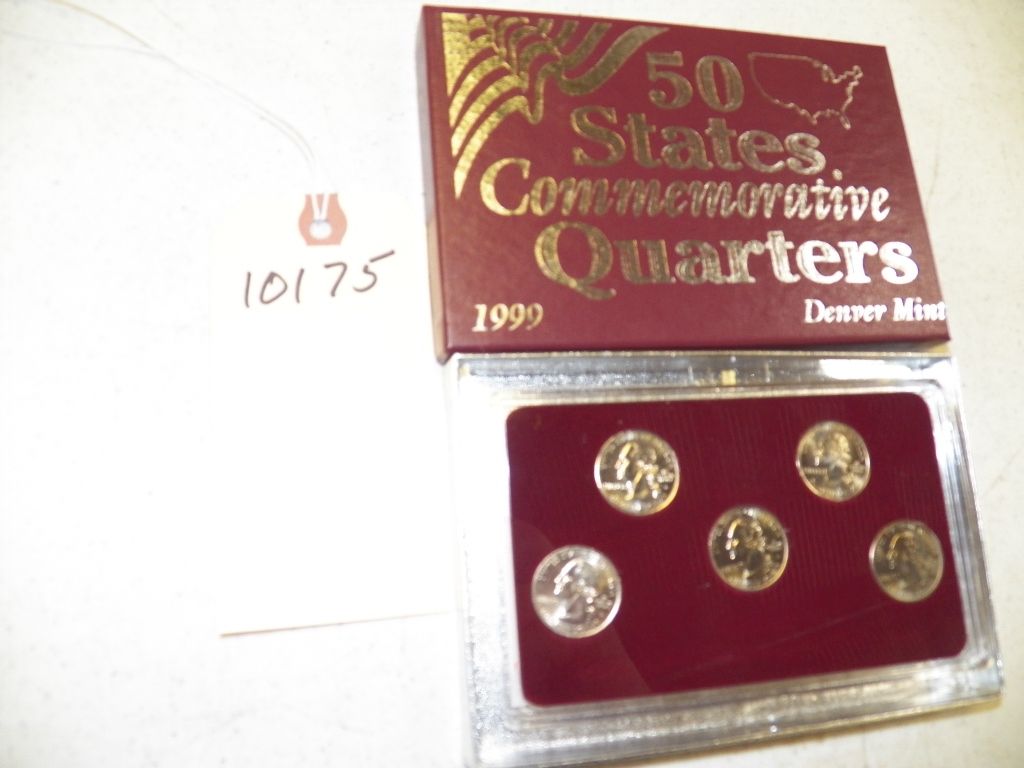 50
States
Commemorative
Quarters
1999 Denver Mint
10175